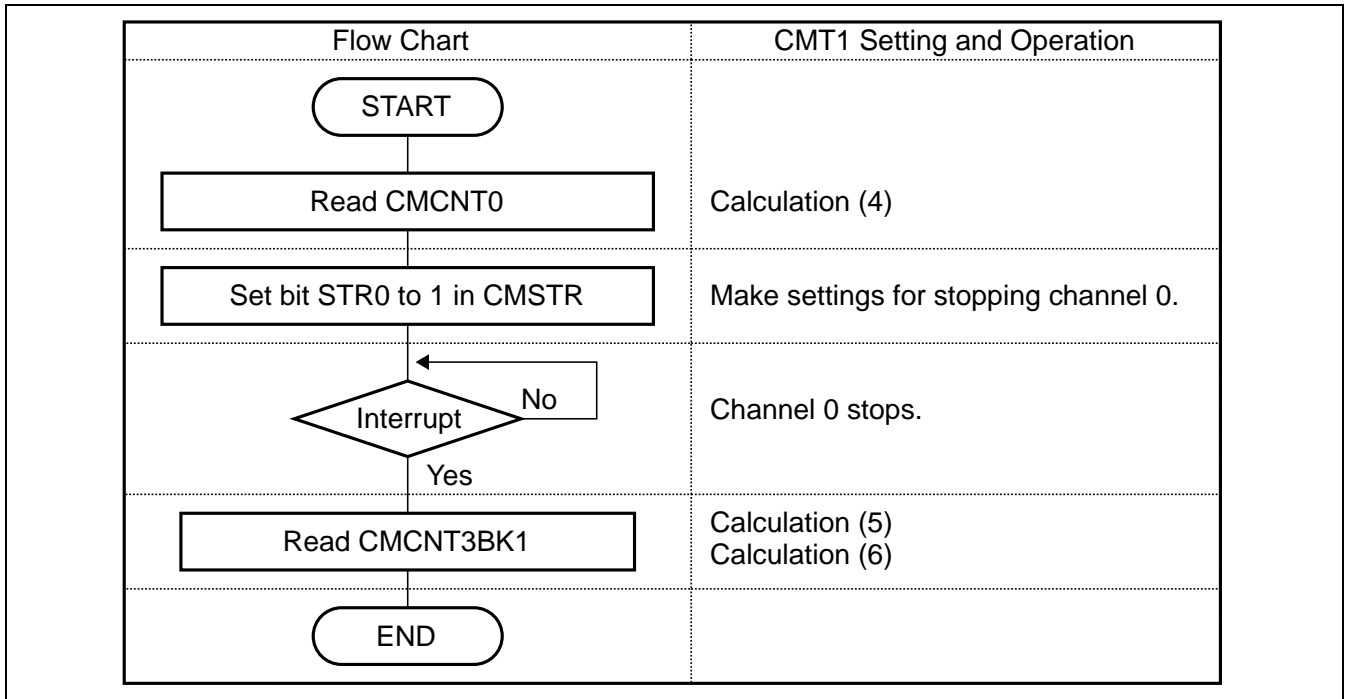 Flow Chart
CMT1 Setting and Operation
START
Read CMCNT0
Calculation (4)
Set bit STR0 to 1 in CMSTR
Make settings for stopping channel 0.
No
Interrupt
Channel 0 stops.
Yes
Read CMCNT3BK1
Calculation (5)
Calculation (6)
END